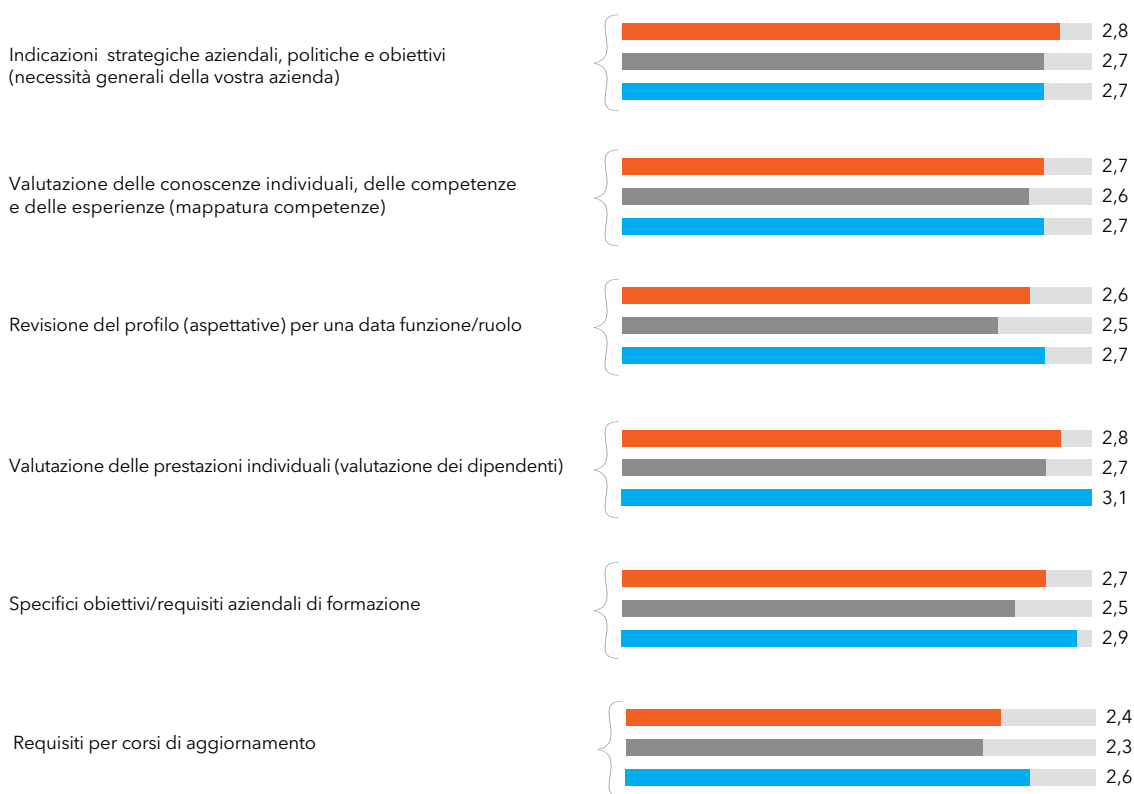 Indicazioni strategiche aziendali, politiche e obiettivi
(necessità generali della vostra azienda)
2,8
2,7
2,7
Valutazione delle conoscenze individuali, delle competenze
e delle esperienze (mappatura competenze)
2,7
2,6
2,7
Revisione del profilo (aspettative) per una data funzione/ruolo
2,6
2,5
2,7
Valutazione delle prestazioni individuali (valutazione dei dipendenti)
2,8
2,7
3,1
Specifici obiettivi/requisiti aziendali di formazione
2,7
2,5
2,9
Requisiti per corsi di aggiornamento
2,4
2,3
2,6